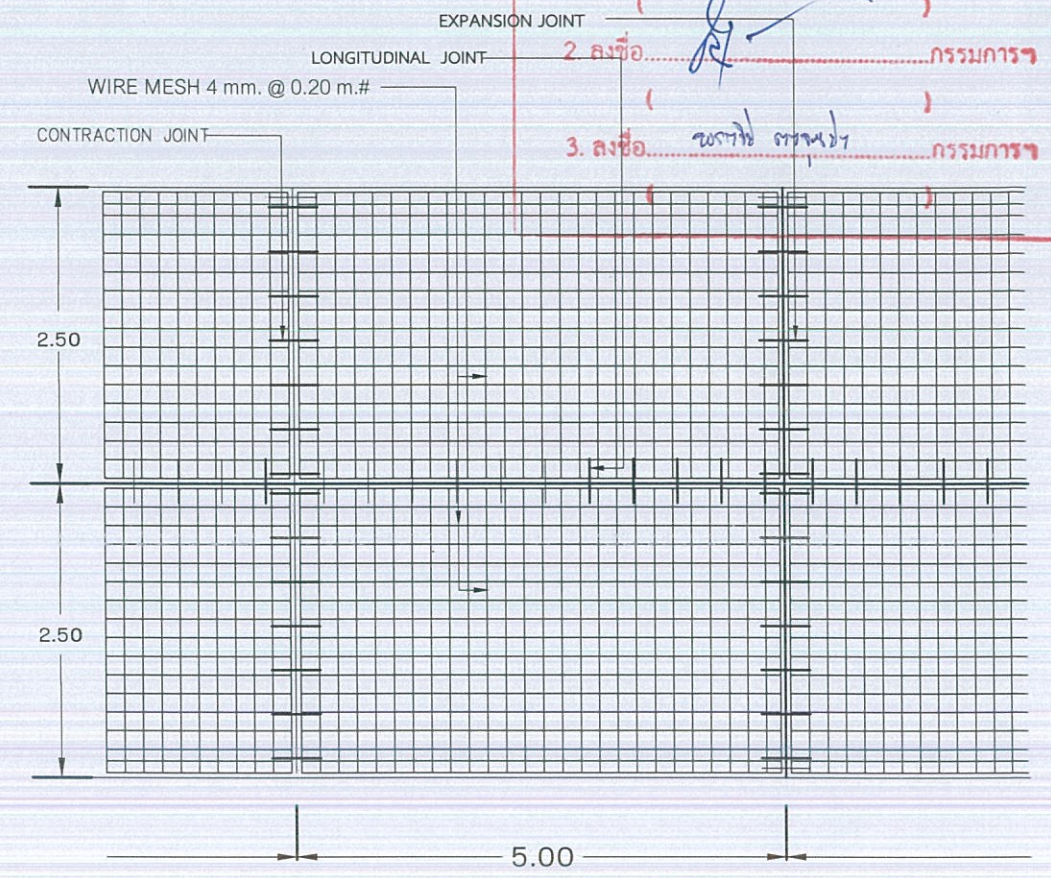 EXPANSION JOINT
LONGITUDINAL JOINT
2. ลงชื่อ....................................กรรมการฯ
WIRE MESH 4 mm. @ 0.20 m.#
( )
CONTRACTION JOINT
3. ลงชื่อ....................................กรรมการฯ
( )
2.50
2.50
5.00